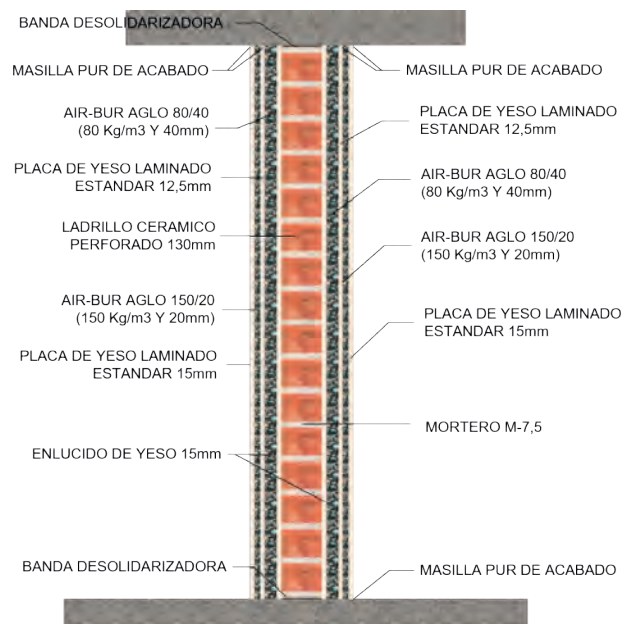 BANDA DESOLIDARIZADORA
MASILLA PUR DE ACABADO
AIR-BUR AGLO 80/40
(80 Kg/m3 Y 40mm)
PLACA DE YESO LAMINADO
ESTANDAR 12,5mm
LADRILLO CERAMICO
PERFORADO 130mm
AIR-BUR AGLO 150/20
(150 Kg/m3 Y 20mm)
PLACA DE YESO LAMINADO
ESTANDAR 15mm
ENLUCIDO DE YESO 15mm
BANDA DESOLIDARIZADORA
MASILLA PUR DE ACABADO
PLACA DE YESO LAMINADO
ESTANDAR 12,5mm
AIR-BUR AGLO 80/40
(80 Kg/m3 Y 40mm)
AIR-BUR AGLO 150/20
(150 Kg/m3 Y 20mm)
PLACA DE YESO LAMINADO
ESTANDAR 15mm
MORTERO M-7,5
MASILLA PUR DE ACABADO